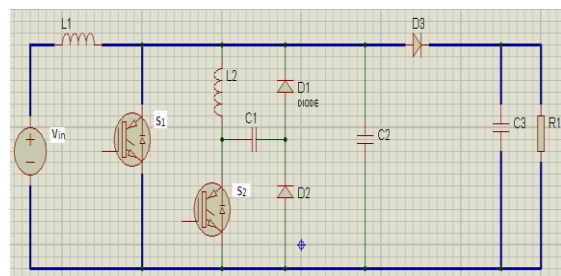 L1
D3
L2
D1
DIODE
S1
C1
Vin
C2
C3
R1
S2
D2
+
−